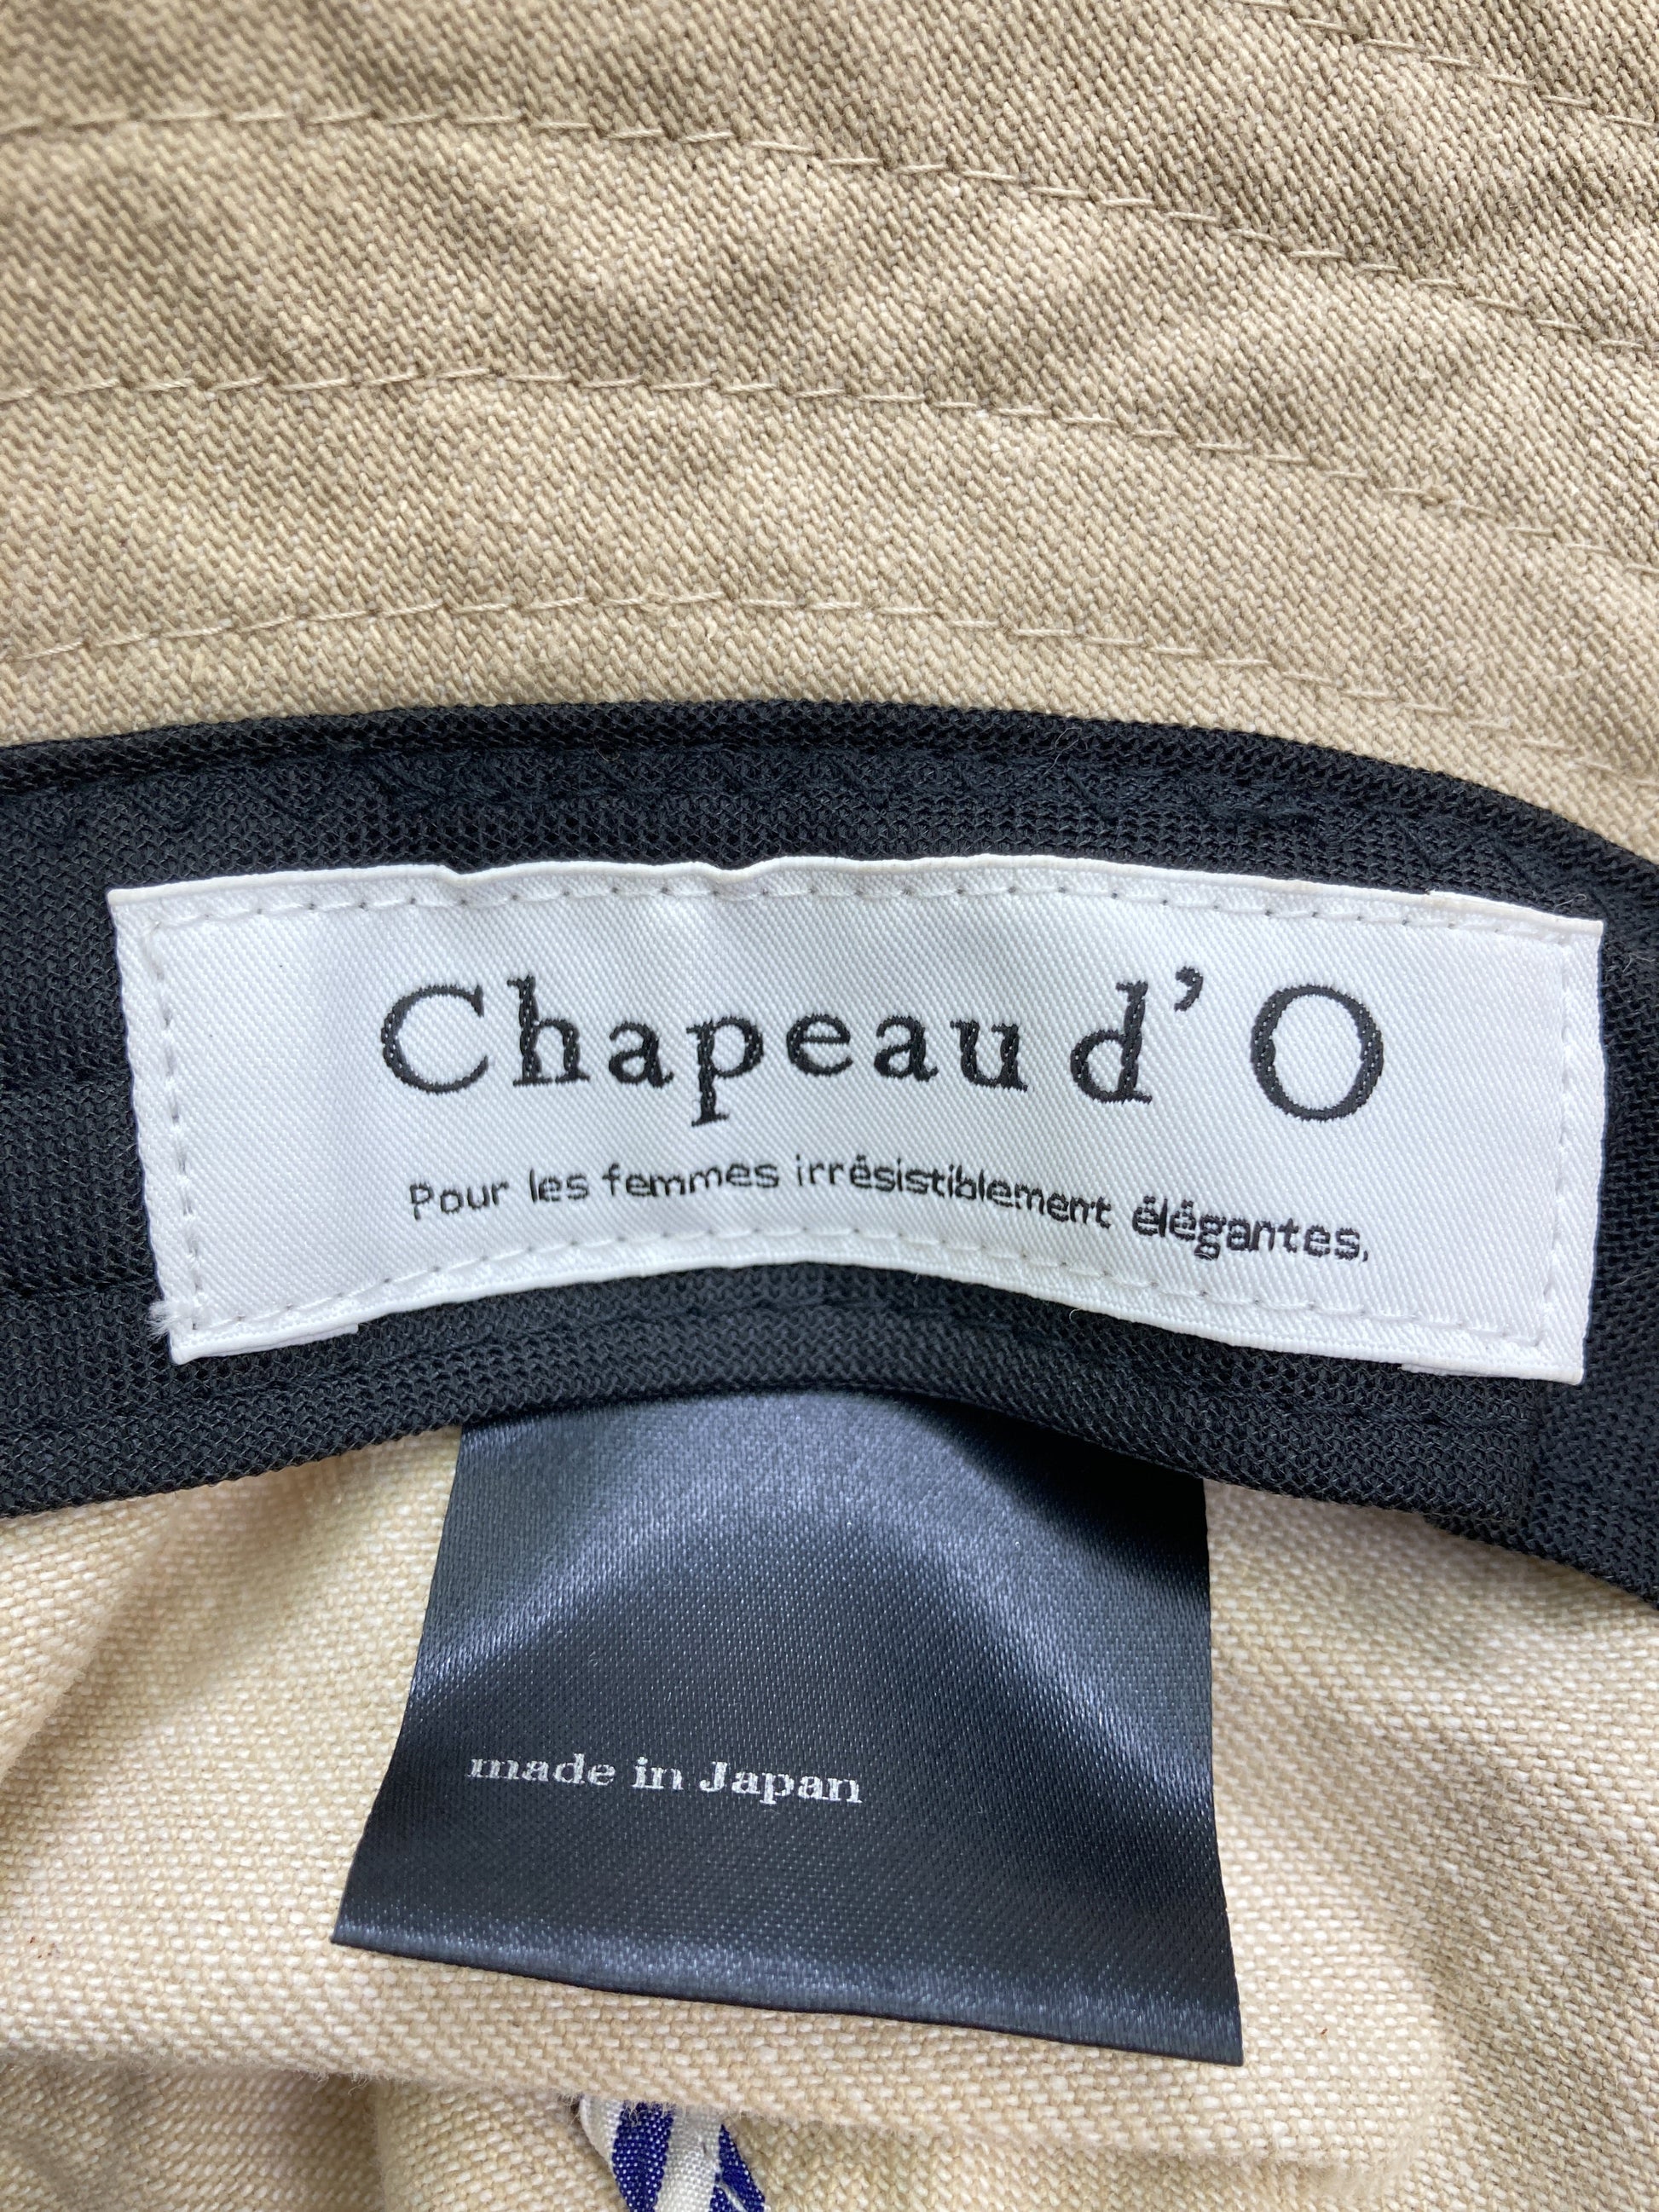 Chapeau d'O
Pour les femmes irrésistiblement élégantes.
made in Japan